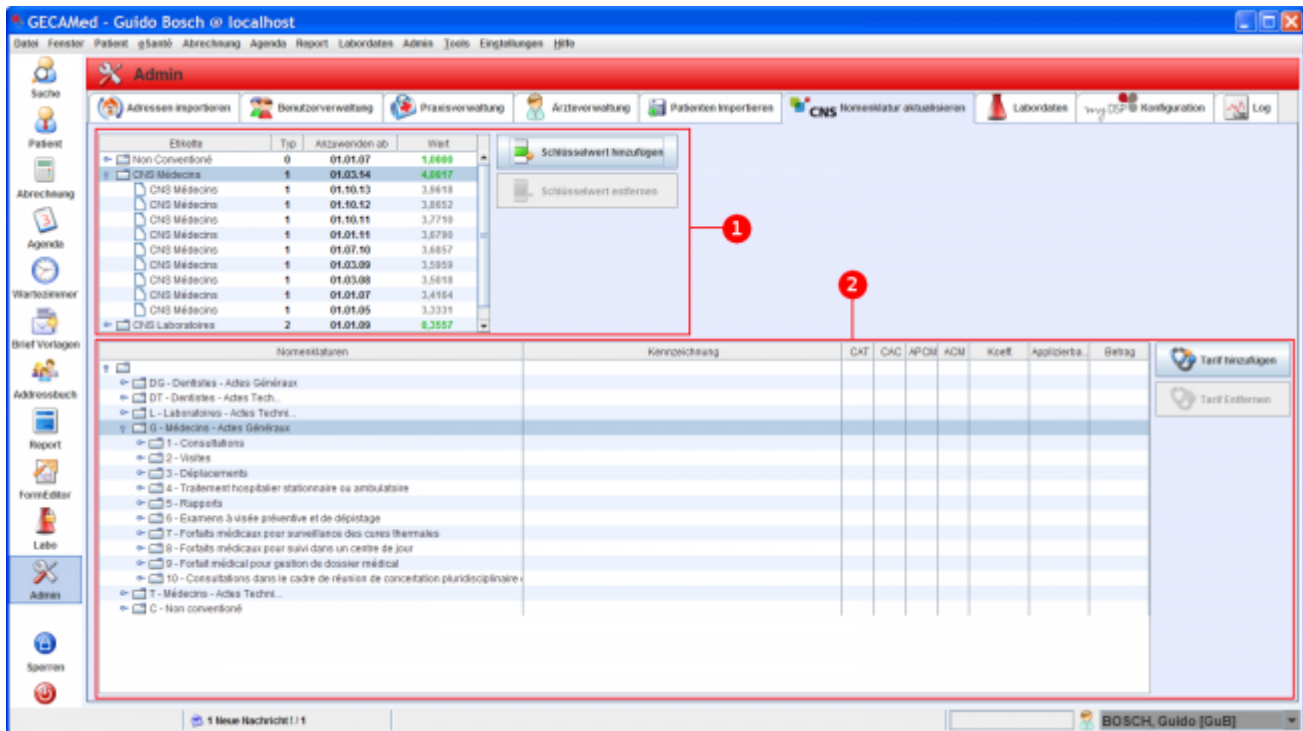 GECAMed - Guido Bosch @ localhost
Datei Fenster Patient eSanté Abrechnung Agenda Report Labordaten Admin Tools Einstellungen Hilfe
Suche
Patient
Abrechnung
Agenda
Wartezimmer
Brief Vorlagen
Addressbuch
Report
FormEditor
Labo
Admin
Sperren
Admin
Adressen importieren Benutzerverwaltung Praxisverwaltung Ärzteverwaltung Patienten Importieren CNS Nomenklatur aktualisieren Labordaten myDSP Konfiguration Log
Etikette Typ Anzuwenden ab Wert
Non Conventioné 0 01.01.07 1,0000
CNS Médecins 1 01.03.14 4,0017
CNS Médecins 1 01.10.13 3,9618
CNS Médecins 1 01.10.12 3,8652
CNS Médecins 1 01.10.11 3,7710
CNS Médecins 1 01.01.11 3,6790
CNS Médecins 1 01.07.10 3,6857
CNS Médecins 1 01.03.09 3,5959
CNS Médecins 1 01.03.08 3,5018
CNS Médecins 1 01.01.07 3,4164
CNS Médecins 1 01.01.05 3,3331
CNS Laboratoires 2 01.01.09 0,3557
Schlüsselwert hinzufügen
Schlüsselwert entfernen
1
2
Nomenklaturen Kennzeichnung CAT CAC APCM ACM Koeff. Applizierba... Betrag
DG - Dentistes - Actes Généraux
DT - Dentistes - Actes Tech...
L - Laboratoires - Actes Techni...
G - Médecins - Actes Généraux
1 - Consultations
2 - Visites
3 - Déplacements
4 - Traitement hospitalier stationnaire ou ambulatoire
5 - Rapports
6 - Examens à visée préventive et de dépistage
7 - Forfaits médicaux pour surveillance des cures thermales
8 - Forfaits médicaux pour suivi dans un centre de jour
9 - Forfait médical pour gestion de dossier médical
10 - Consultations dans le cadre de réunion de concertation pluridisciplinaire
T - Médecins - Actes Techni...
C - Non conventioné
Tarif hinzufügen
Tarif Entfernen
1 Neue Nachricht! / 1
BOSCH, Guido [GuB]